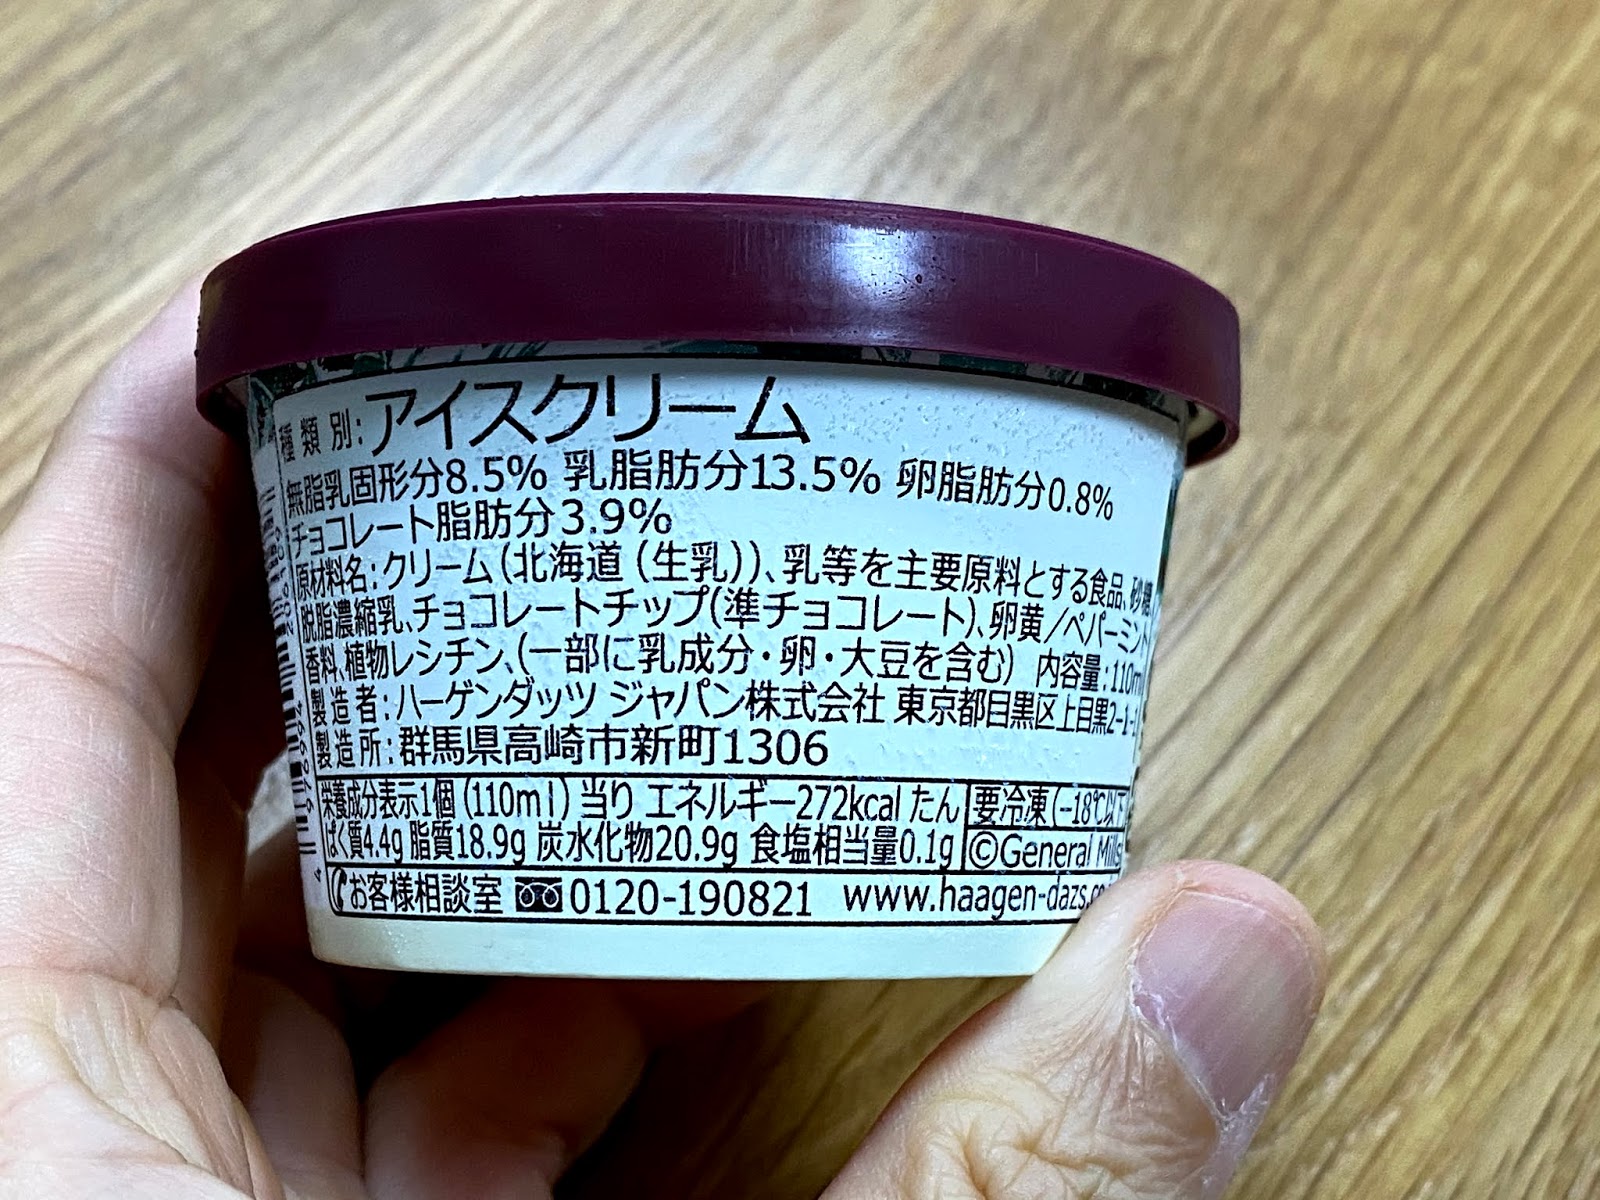 種類別:アイスクリーム
無脂乳固形分8.5% 乳脂肪分13.5% 卵脂肪分0.8%
チョコレート脂肪分3.9%
原材料名:クリーム(北海道(生乳))、乳等を主要原料とする食品、砂糖、
脱脂濃縮乳、チョコレートチップ(準チョコレート)、卵黄/ペパーミント
香料、植物レシチン、(一部に乳成分・卵・大豆を含む) 内容量:110m
製造者:ハーゲンダッツ ジャパン株式会社 東京都目黒区上目黒2-1-1
製造所:群馬県高崎市新町1306
栄養成分表示1個(110ml)当り エネルギー272kcal たん
ぱく質4.4g 脂質18.9g 炭水化物20.9g 食塩相当量0.1g
要冷凍(-18℃以下
©General Mills
お客様相談室 0120-190821 www.haagen-dazs.co